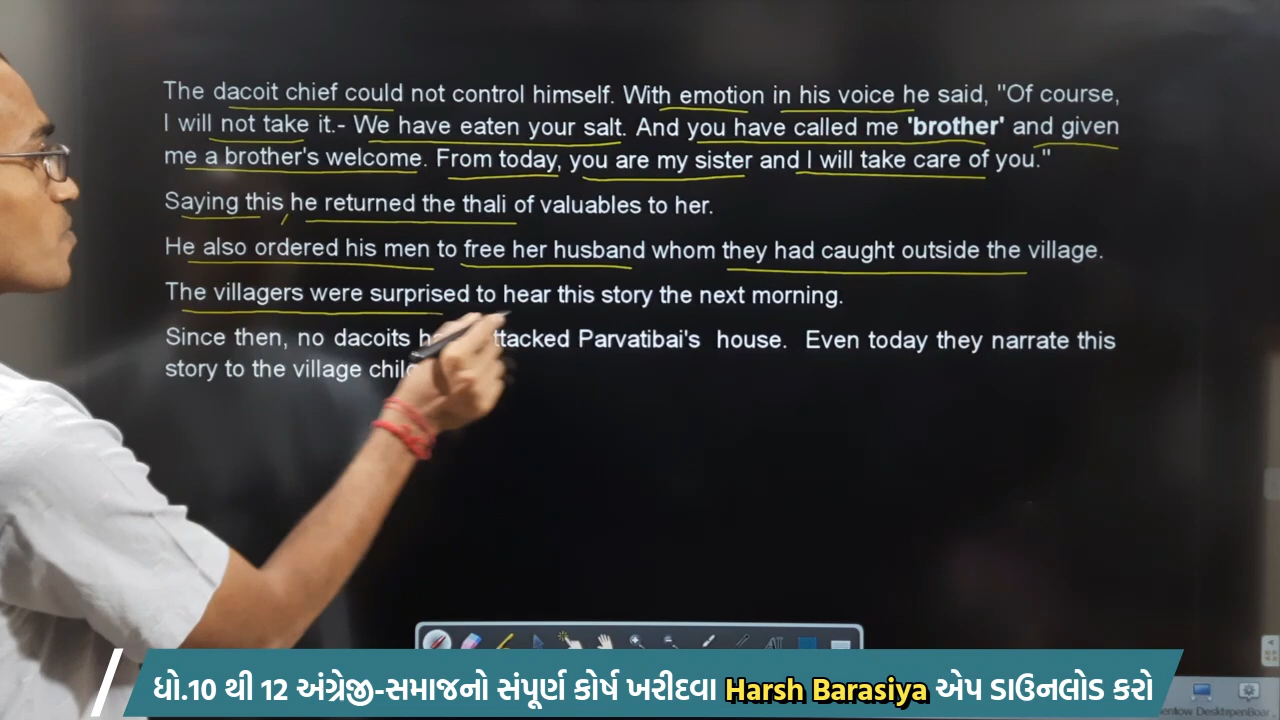 The dacoit chief could not control himself. With emotion in his voice he said, "Of course,
I will not take it.- We have eaten your salt. And you have called me 'brother' and given
me a brother's welcome. From today, you are my sister and I will take care of you."
Saying this, he returned the thali of valuables to her.
He also ordered his men to free her husband whom they had caught outside the village.
The villagers were surprised to hear this story the next morning.
Since then, no dacoits attacked Parvatibai's house. Even today they narrate this
story to the village
ધો.10 થી 12 અંગ્રેજી-સમાજનો સંપૂર્ણ કોર્ષ ખરીદવા Harsh Barasiya એપ ડાઉનલોડ કરો